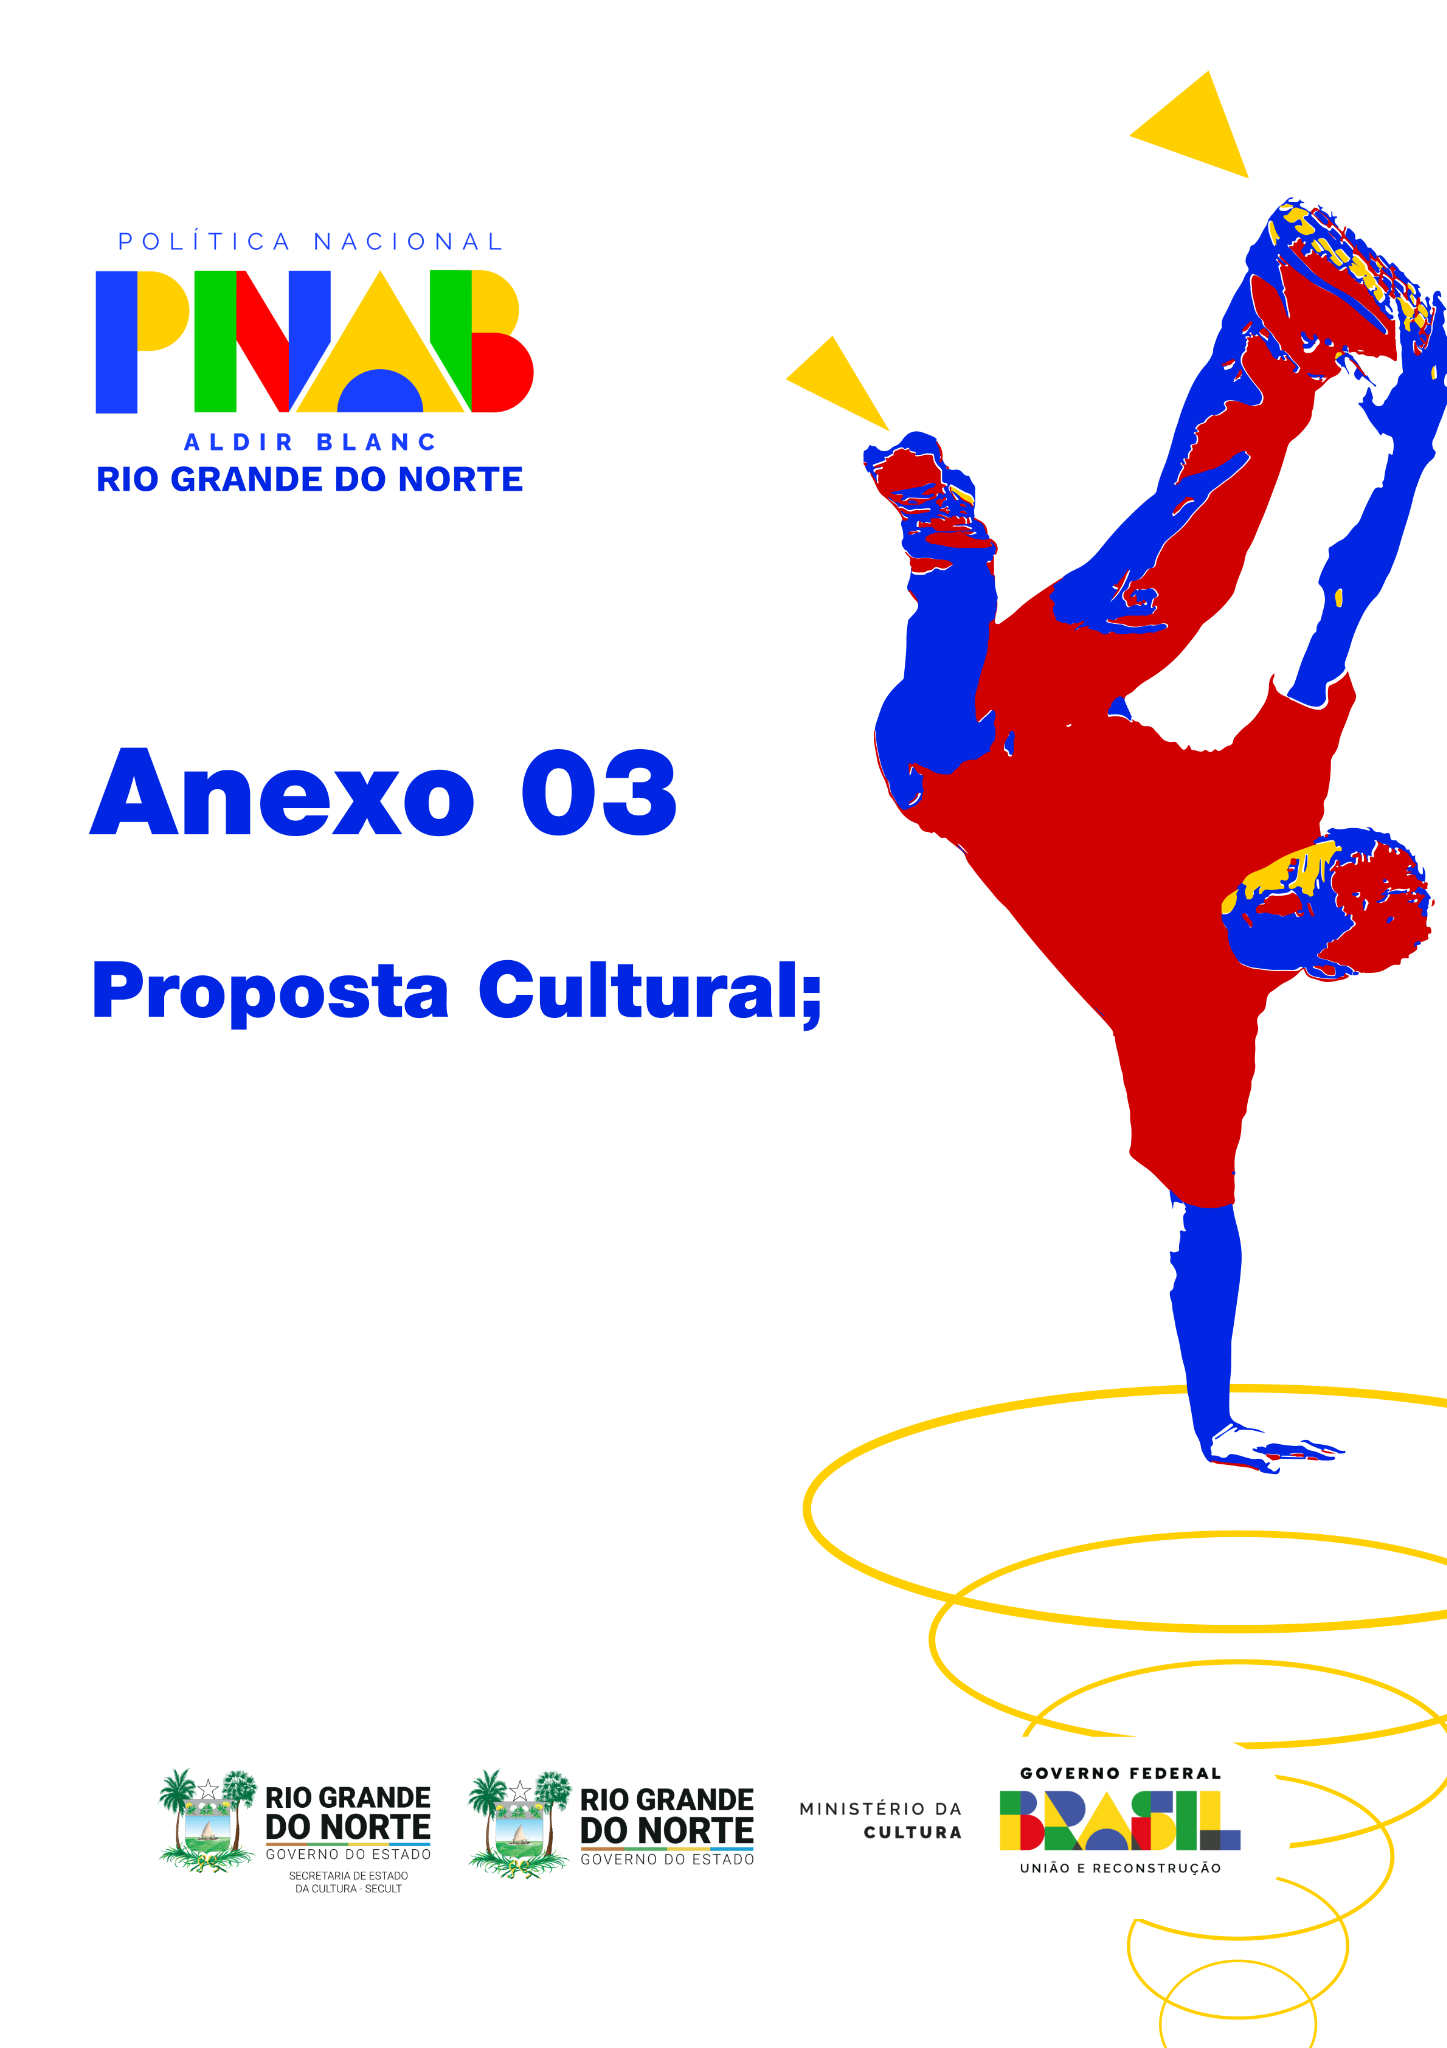 POLÍTICA NACIONAL
PNAB
ALDIR BLANC
RIO GRANDE DO NORTE
Anexo 03
Proposta Cultural;
RIO GRANDE
DO NORTE
GOVERNO DO ESTADO
SECRETARIA DE ESTADO
DA CULTURA - SECULT
RIO GRANDE
DO NORTE
GOVERNO DO ESTADO
MINISTÉRIO DA
CULTURA
GOVERNO FEDERAL
BRASIL
UNIÃO E RECONSTRUÇÃO